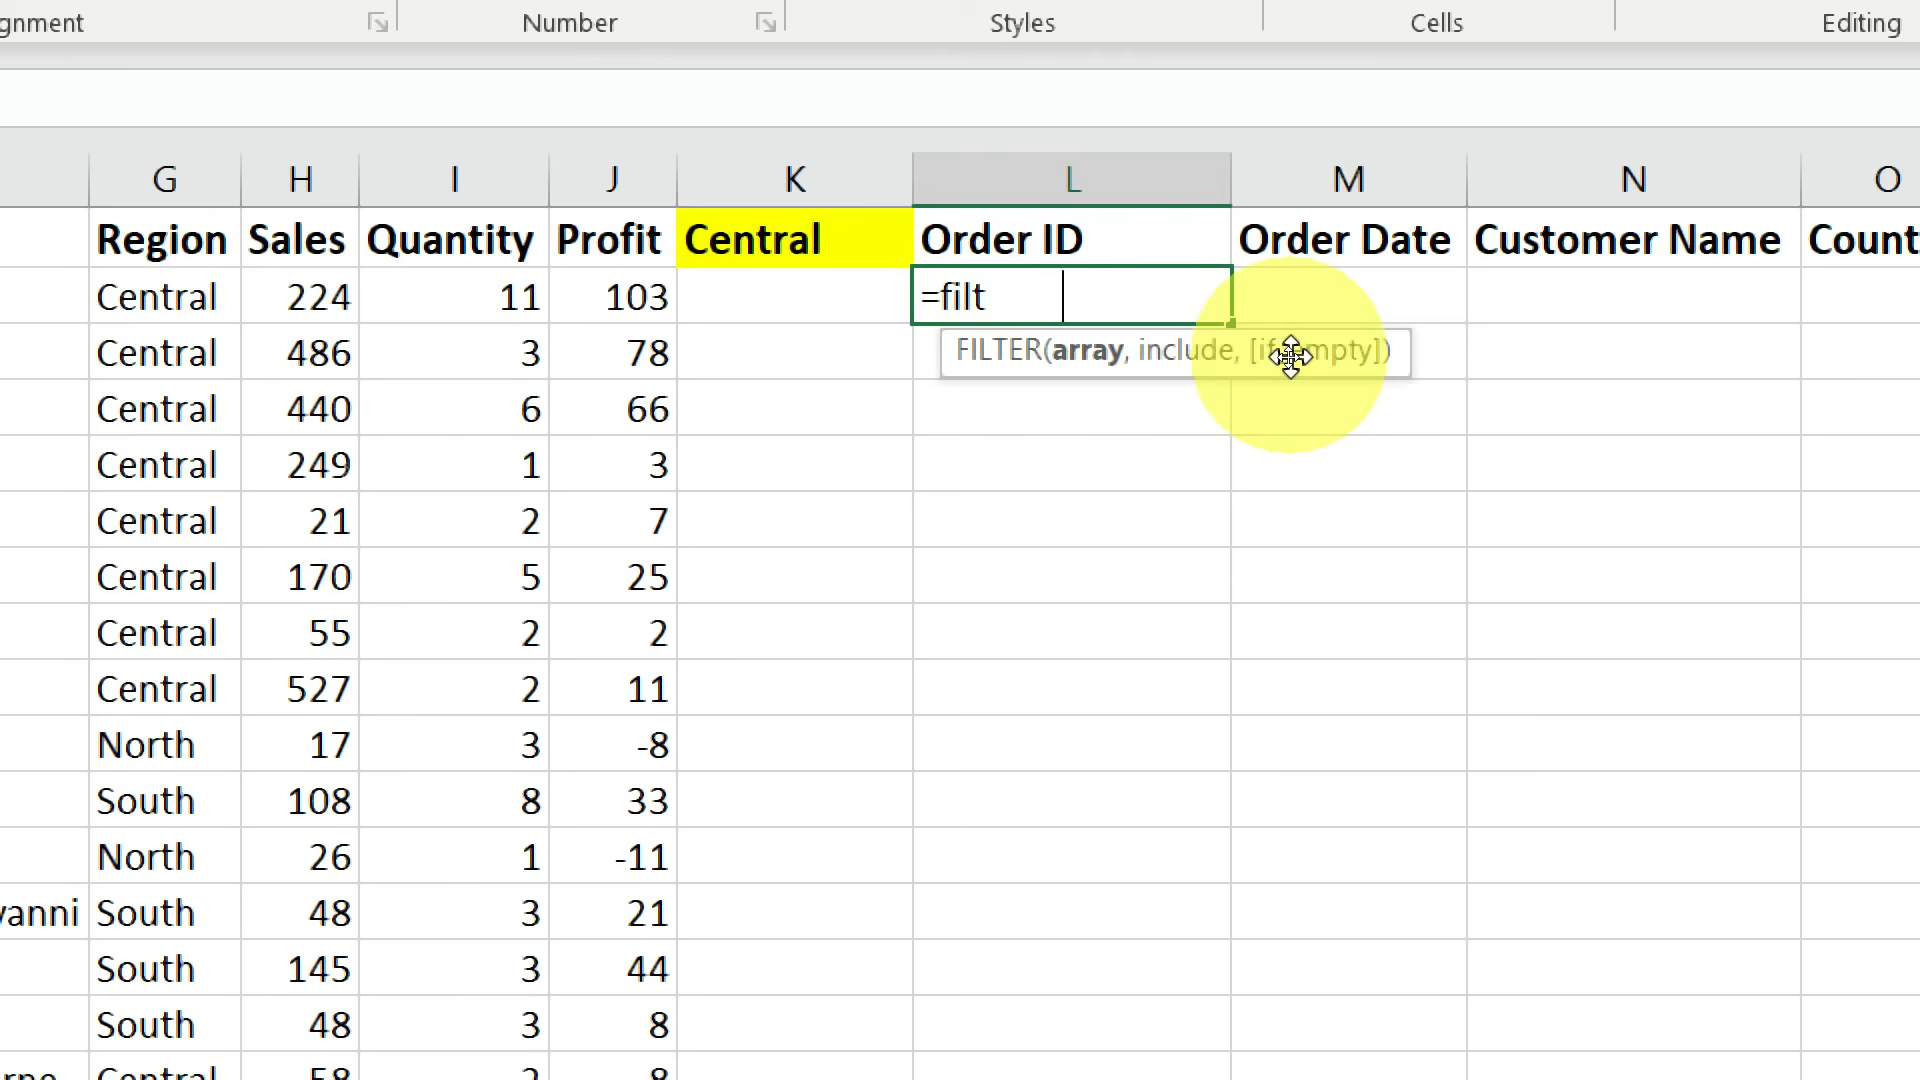 gnment Number Styles Cells Editing
G H I J K L M N O
Region Sales Quantity Profit Central Order ID Order Date Customer Name Count
Central 224 11 103 =filt
Central 486 3 78 FILTER(array, include, [if_empty])
Central 440 6 66
Central 249 1 3
Central 21 2 7
Central 170 5 25
Central 55 2 2
Central 527 2 11
North 17 3 -8
South 108 8 33
North 26 1 -11
vanni South 48 3 21
South 145 3 44
South 48 3 8
Central 58 2 8